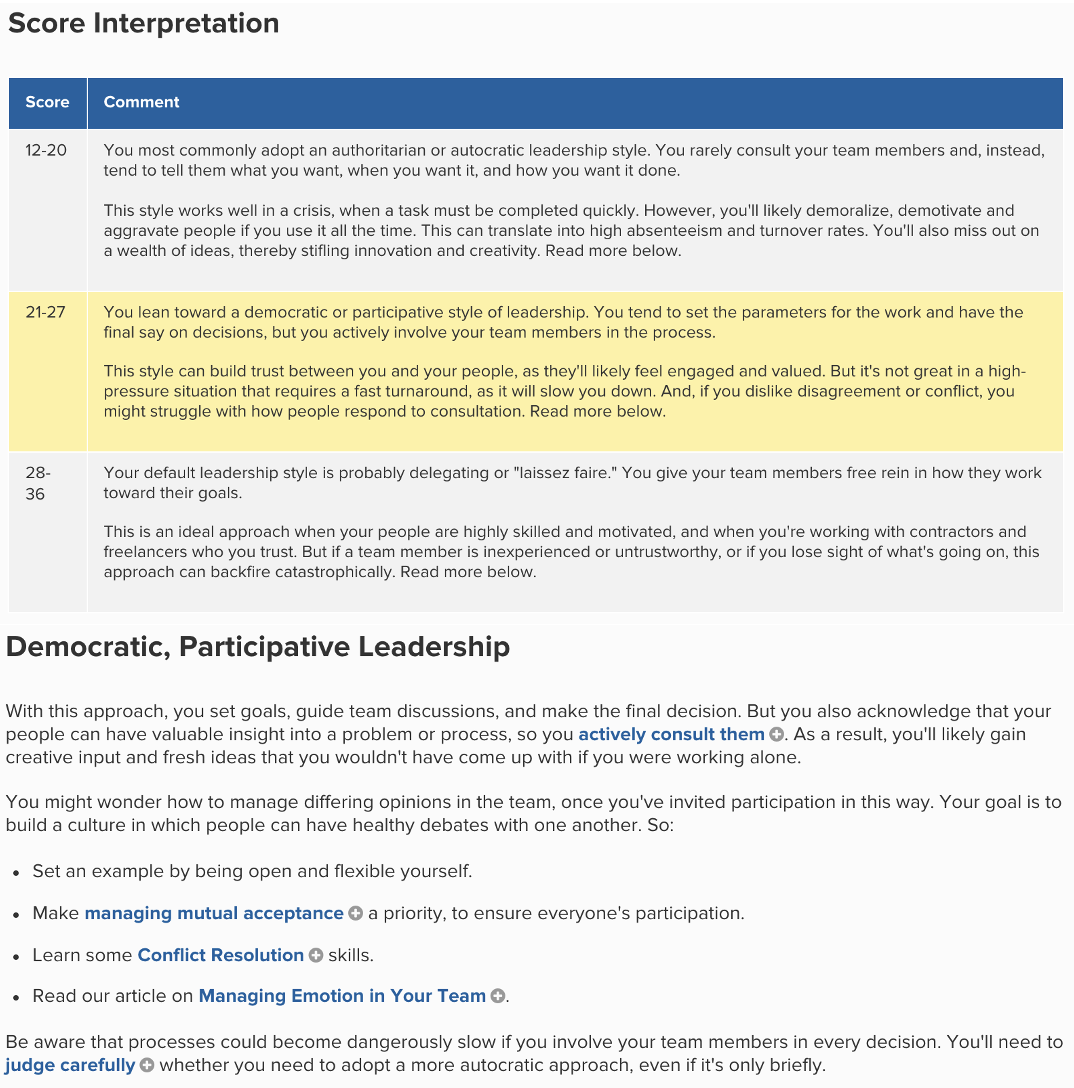 Score Interpretation
Score Comment
12-20 You most commonly adopt an authoritarian or autocratic leadership style. You rarely consult your team members and, instead,
tend to tell them what you want, when you want it, and how you want it done.
This style works well in a crisis, when a task must be completed quickly. However, you'll likely demoralize, demotivate and
aggravate people if you use it all the time. This can translate into high absenteeism and turnover rates. You'll also miss out on
a wealth of ideas, thereby stifling innovation and creativity. Read more below.
21-27 You lean toward a democratic or participative style of leadership. You tend to set the parameters for the work and have the
final say on decisions, but you actively involve your team members in the process.
This style can build trust between you and your people, as they'll likely feel engaged and valued. But it's not great in a high-
pressure situation that requires a fast turnaround, as it will slow you down. And, if you dislike disagreement or conflict, you
might struggle with how people respond to consultation. Read more below.
28- Your default leadership style is probably delegating or "laissez faire." You give your team members free rein in how they work
36 toward their goals.
This is an ideal approach when your people are highly skilled and motivated, and when you're working with contractors and
freelancers who you trust. But if a team member is inexperienced or untrustworthy, or if you lose sight of what's going on, this
approach can backfire catastrophically. Read more below.
Democratic, Participative Leadership
With this approach, you set goals, guide team discussions, and make the final decision. But you also acknowledge that your
people can have valuable insight into a problem or process, so you actively consult them. As a result, you'll likely gain
creative input and fresh ideas that you wouldn't have come up with if you were working alone.
You might wonder how to manage differing opinions in the team, once you've invited participation in this way. Your goal is to
build a culture in which people can have healthy debates with one another. So:
• Set an example by being open and flexible yourself.
• Make managing mutual acceptance a priority, to ensure everyone's participation.
• Learn some Conflict Resolution skills.
• Read our article on Managing Emotion in Your Team.
Be aware that processes could become dangerously slow if you involve your team members in every decision. You'll need to
judge carefully whether you need to adopt a more autocratic approach, even if it's only briefly.